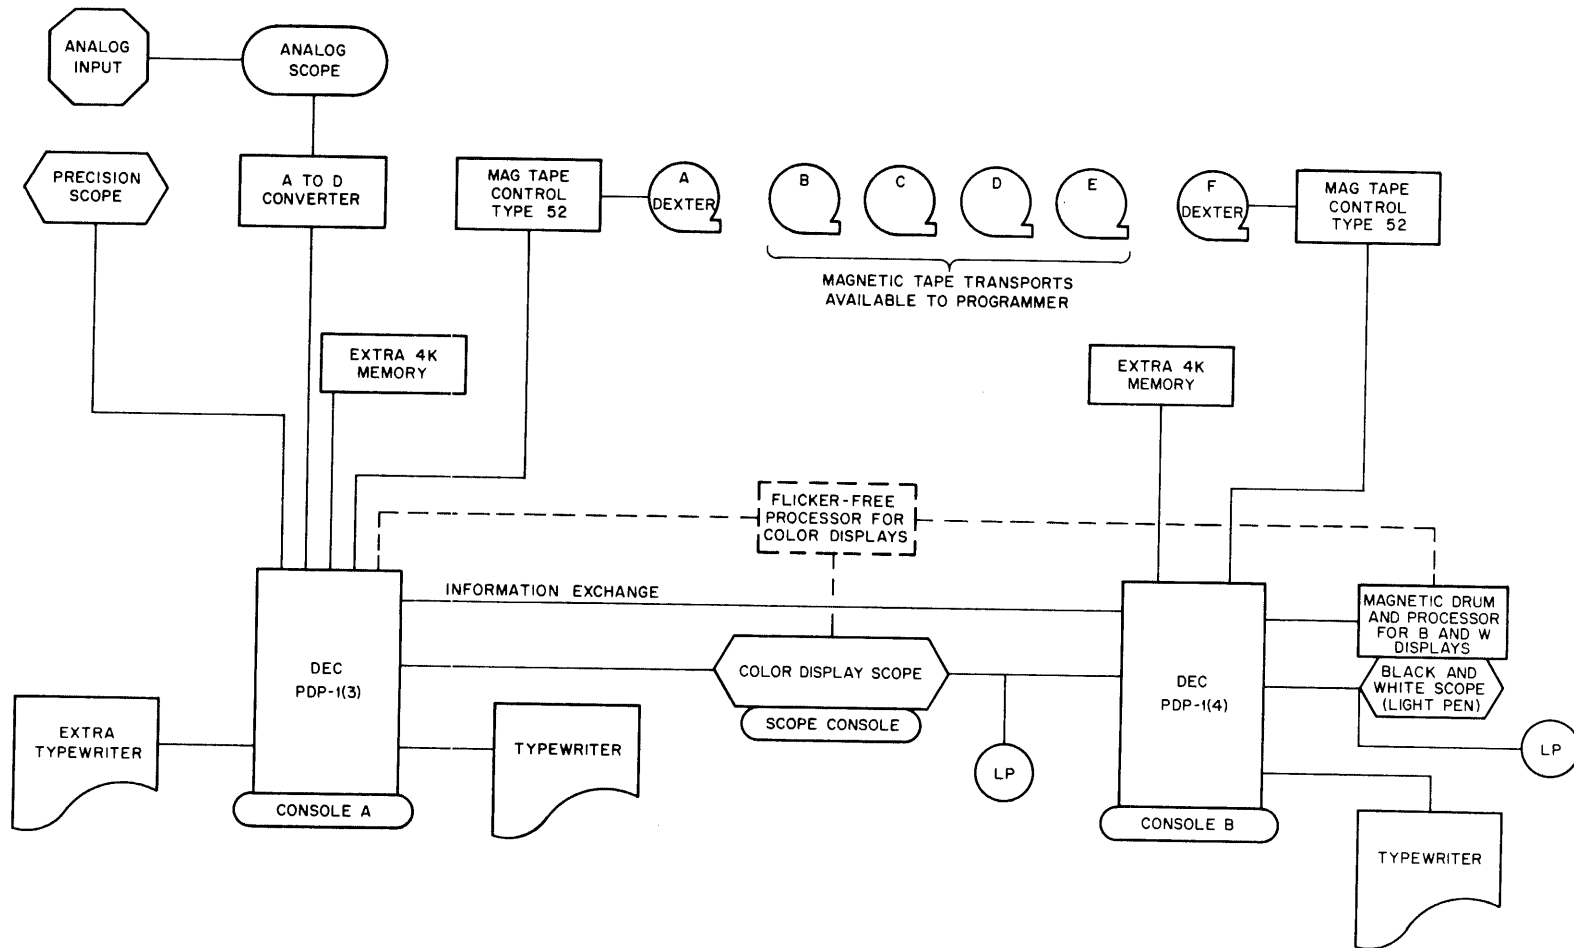 ANALOG
INPUT
ANALOG
SCOPE
PRECISION
SCOPE
A TO D
CONVERTER
MAG TAPE
CONTROL
TYPE 52
A
DEXTER
B
C
D
E
F
DEXTER
MAG TAPE
CONTROL
TYPE 52
MAGNETIC TAPE TRANSPORTS
AVAILABLE TO PROGRAMMER
EXTRA 4K
MEMORY
EXTRA 4K
MEMORY
FLICKER-FREE
PROCESSOR FOR
COLOR DISPLAYS
INFORMATION EXCHANGE
MAGNETIC DRUM
AND PROCESSOR
FOR B AND W
DISPLAYS
DEC
PDP-1(3)
COLOR DISPLAY SCOPE
SCOPE CONSOLE
DEC
PDP-1(4)
BLACK AND
WHITE SCOPE
(LIGHT PEN)
EXTRA
TYPEWRITER
TYPEWRITER
LP
LP
CONSOLE A
CONSOLE B
TYPEWRITER